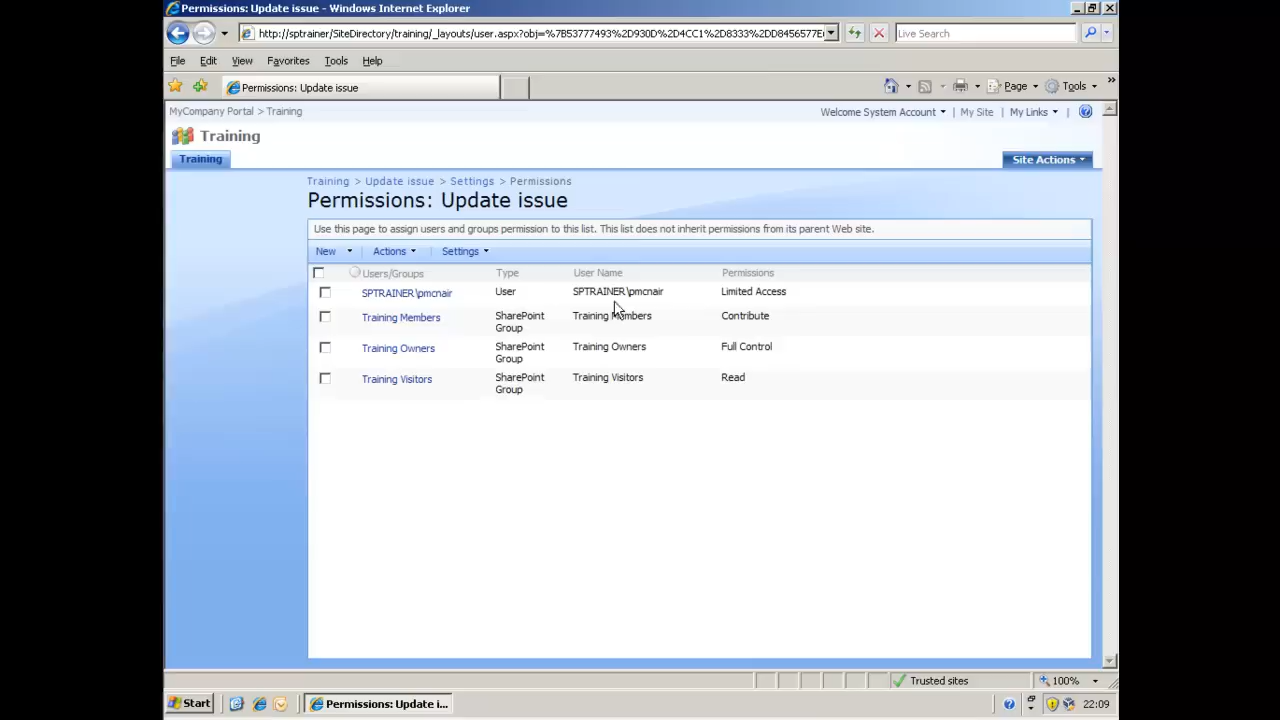 Permissions: Update issue - Windows Internet Explorer
http://sptrainer/SiteDirectory/training/_layouts/user.aspx?obj=%7B53777493%2D930D%2D4CC1%2D8333%2DD8456577E
Live Search
File Edit View Favorites Tools Help
Permissions: Update issue
Page Tools »
MyCompany Portal > Training
Welcome System Account | My Site | My Links |
Training
Training
Site Actions
Training > Update issue > Settings > Permissions
Permissions: Update issue
Use this page to assign users and groups permission to this list. This list does not inherit permissions from its parent Web site.
New Actions Settings
Users/Groups Type User Name Permissions
SPTRAINER\pmcnair User SPTRAINER\pmcnair Limited Access
Training Members SharePoint Group Training Members Contribute
Training Owners SharePoint Group Training Owners Full Control
Training Visitors SharePoint Group Training Visitors Read
Trusted sites
100%
Start
Permissions: Update i...
22:09